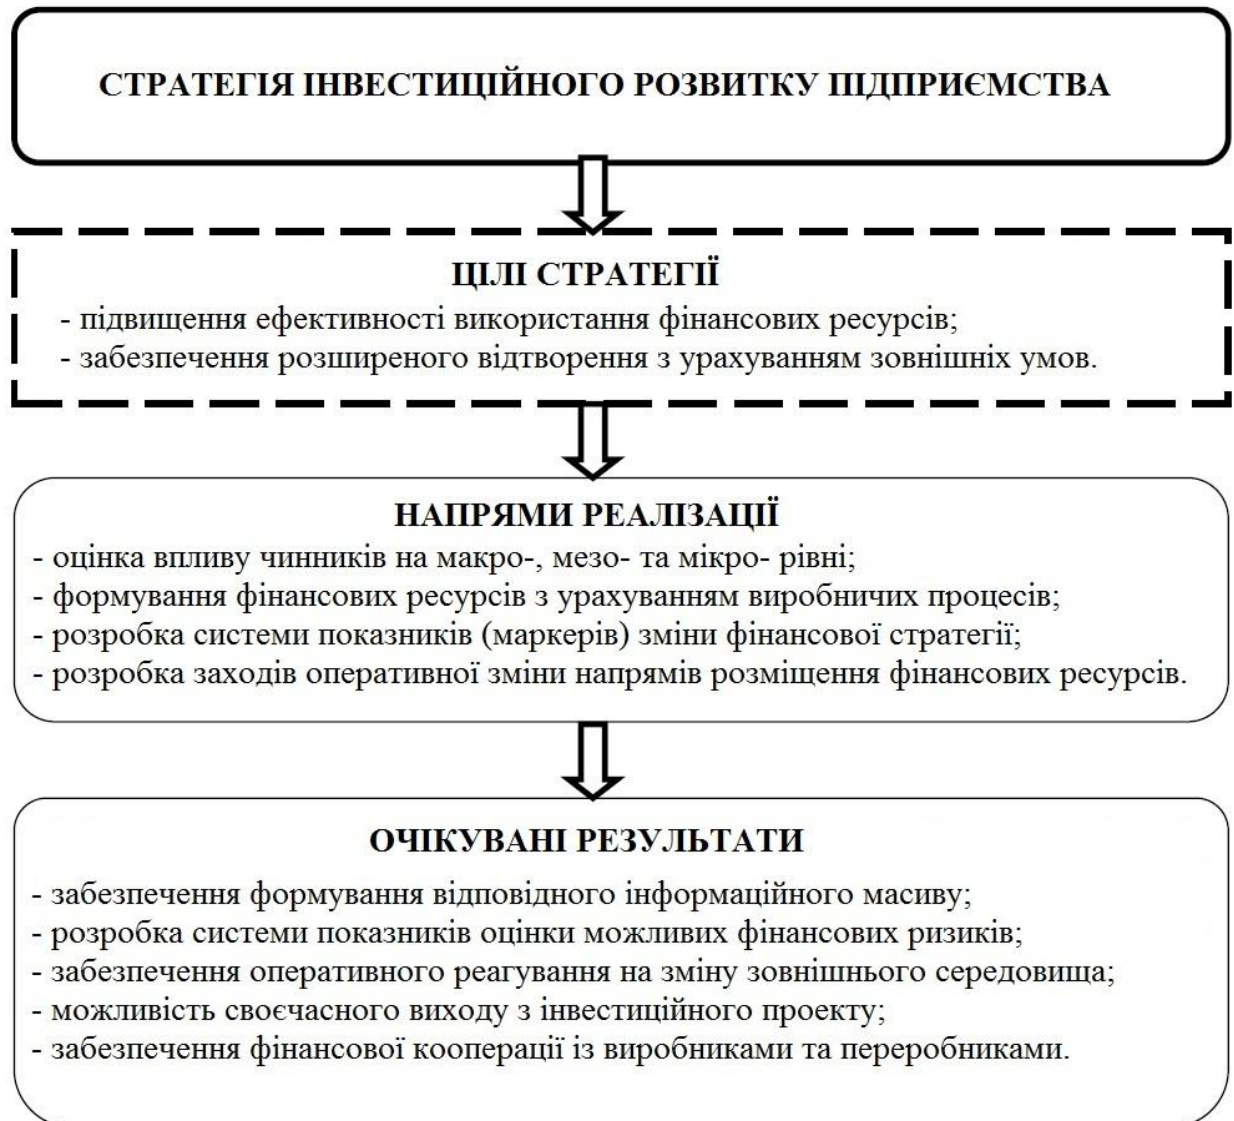 СТРАТЕГІЯ ІНВЕСТИЦІЙНОГО РОЗВИТКУ ПІДПРИЄМСТВА
ЦІЛІ СТРАТЕГІЇ
- підвищення ефективності використання фінансових ресурсів;
- забезпечення розширеного відтворення з урахуванням зовнішніх умов.
НАПРЯМИ РЕАЛІЗАЦІЇ
- оцінка впливу чинників на макро-, мезо- та мікро- рівні;
- формування фінансових ресурсів з урахуванням виробничих процесів;
- розробка системи показників (маркерів) зміни фінансової стратегії;
- розробка заходів оперативної зміни напрямів розміщення фінансових ресурсів.
ОЧІКУВАНІ РЕЗУЛЬТАТИ
- забезпечення формування відповідного інформаційного масиву;
- розробка системи показників оцінки можливих фінансових ризиків;
- забезпечення оперативного реагування на зміну зовнішнього середовища;
- можливість своєчасного виходу з інвестиційного проекту;
- забезпечення фінансової кооперації із виробниками та переробниками.